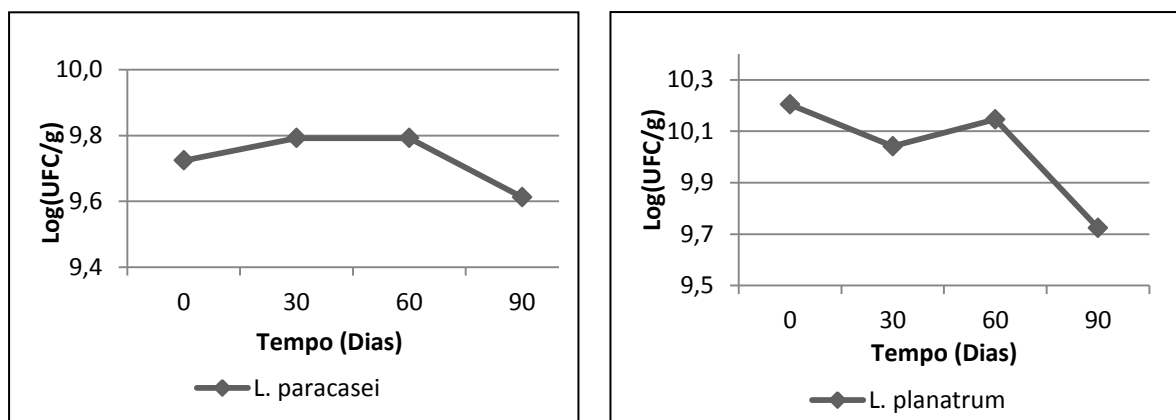 10,0
9,8
9,6
9,4
Log(UFC/g)
0 30 60 90
Tempo (Dias)
L. paracasei
10,3
10,1
9,9
9,7
9,5
Log(UFC/g)
0 30 60 90
Tempo (Dias)
L. planatrum